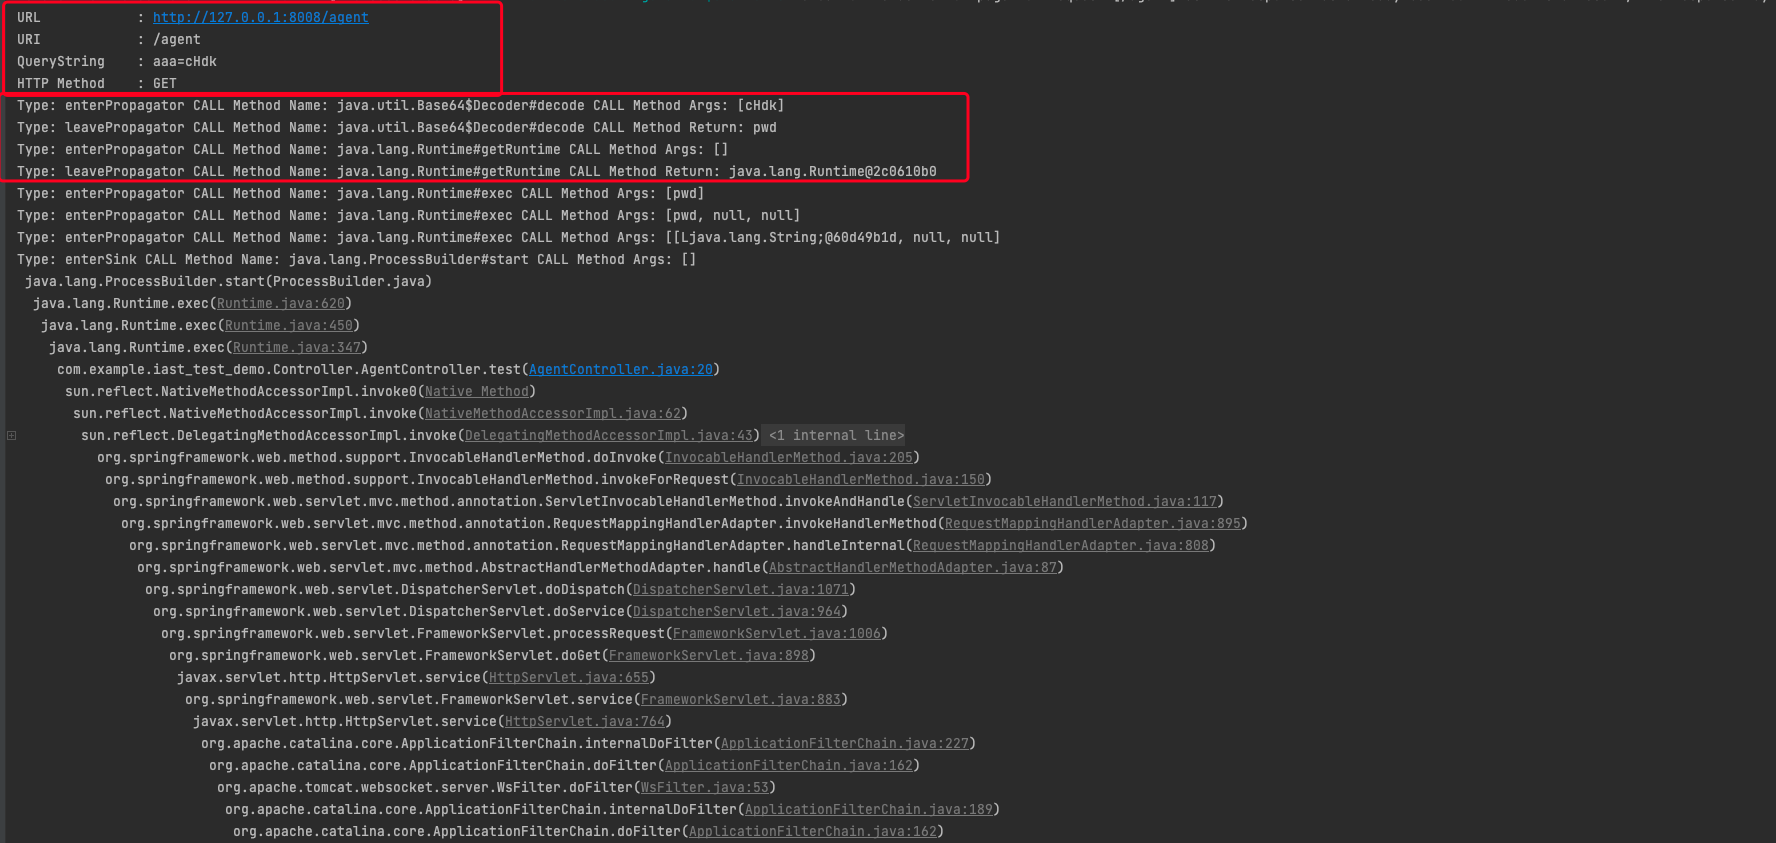 URL : http://127.0.0.1:8008/agent
URI : /agent
QueryString : aaa=cHdk
HTTP Method : GET
Type: enterPropagator CALL Method Name: java.util.Base64$Decoder#decode CALL Method Args: [cHdk]
Type: leavePropagator CALL Method Name: java.util.Base64$Decoder#decode CALL Method Return: pwd
Type: enterPropagator CALL Method Name: java.lang.Runtime#getRuntime CALL Method Args: []
Type: leavePropagator CALL Method Name: java.lang.Runtime#getRuntime CALL Method Return: java.lang.Runtime@2c0610b0
Type: enterPropagator CALL Method Name: java.lang.Runtime#exec CALL Method Args: [pwd]
Type: enterPropagator CALL Method Name: java.lang.Runtime#exec CALL Method Args: [pwd, null, null]
Type: enterPropagator CALL Method Name: java.lang.Runtime#exec CALL Method Args: [[Ljava.lang.String;@60d49b1d, null, null]
Type: enterSink CALL Method Name: java.lang.ProcessBuilder#start CALL Method Args: []
java.lang.ProcessBuilder.start(ProcessBuilder.java)
java.lang.Runtime.exec(Runtime.java:620)
java.lang.Runtime.exec(Runtime.java:450)
java.lang.Runtime.exec(Runtime.java:347)
com.example.iast_test_demo.Controller.AgentController.test(AgentController.java:20)
sun.reflect.NativeMethodAccessorImpl.invoke0(Native Method)
sun.reflect.NativeMethodAccessorImpl.invoke(NativeMethodAccessorImpl.java:62)
sun.reflect.DelegatingMethodAccessorImpl.invoke(DelegatingMethodAccessorImpl.java:43) <1 internal line>
org.springframework.web.method.support.InvocableHandlerMethod.doInvoke(InvocableHandlerMethod.java:205)
org.springframework.web.method.support.InvocableHandlerMethod.invokeForRequest(InvocableHandlerMethod.java:150)
org.springframework.web.servlet.mvc.method.annotation.ServletInvocableHandlerMethod.invokeAndHandle(ServletInvocableHandlerMethod.java:117)
org.springframework.web.servlet.mvc.method.annotation.RequestMappingHandlerAdapter.invokeHandlerMethod(RequestMappingHandlerAdapter.java:895)
org.springframework.web.servlet.mvc.method.annotation.RequestMappingHandlerAdapter.handleInternal(RequestMappingHandlerAdapter.java:808)
org.springframework.web.servlet.mvc.method.AbstractHandlerMethodAdapter.handle(AbstractHandlerMethodAdapter.java:87)
org.springframework.web.servlet.DispatcherServlet.doDispatch(DispatcherServlet.java:1071)
org.springframework.web.servlet.DispatcherServlet.doService(DispatcherServlet.java:964)
org.springframework.web.servlet.FrameworkServlet.processRequest(FrameworkServlet.java:1006)
org.springframework.web.servlet.FrameworkServlet.doGet(FrameworkServlet.java:898)
javax.servlet.http.HttpServlet.service(HttpServlet.java:655)
org.springframework.web.servlet.FrameworkServlet.service(FrameworkServlet.java:883)
javax.servlet.http.HttpServlet.service(HttpServlet.java:764)
org.apache.catalina.core.ApplicationFilterChain.internalDoFilter(ApplicationFilterChain.java:227)
org.apache.catalina.core.ApplicationFilterChain.doFilter(ApplicationFilterChain.java:162)
org.apache.tomcat.websocket.server.WsFilter.doFilter(WsFilter.java:53)
org.apache.catalina.core.ApplicationFilterChain.internalDoFilter(ApplicationFilterChain.java:189)
org.apache.catalina.core.ApplicationFilterChain.doFilter(ApplicationFilterChain.java:162)